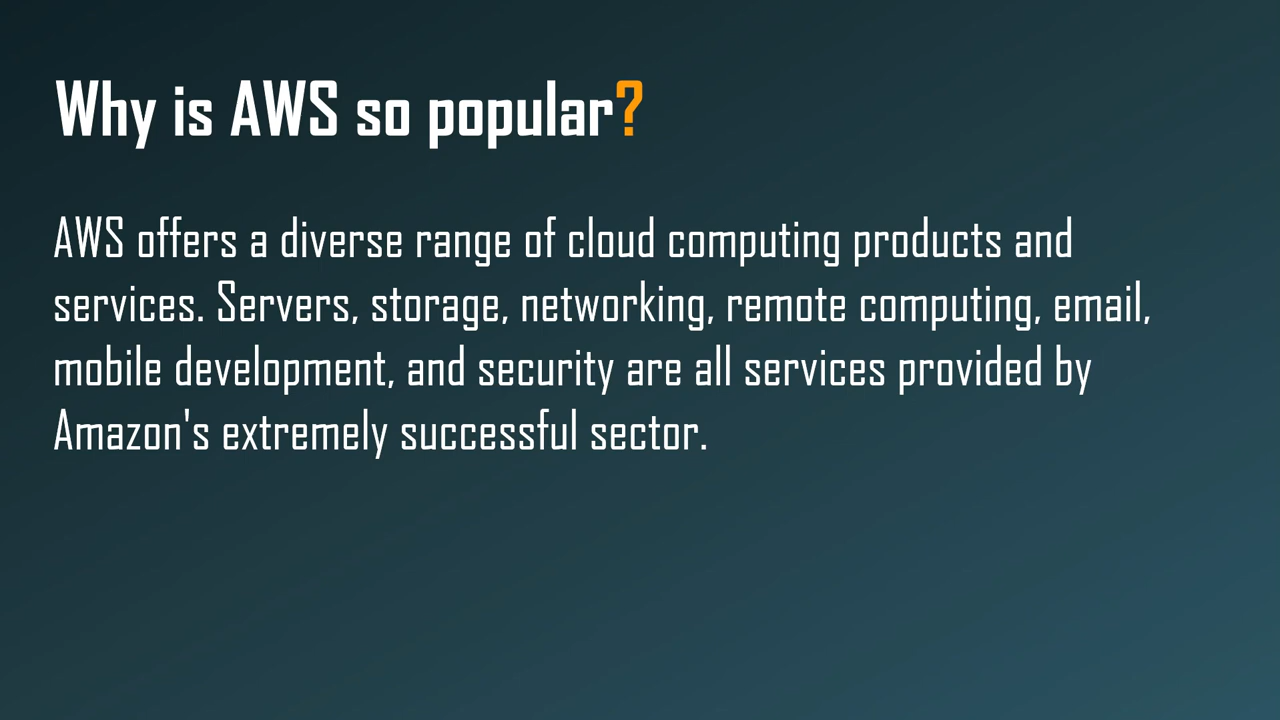 Why is AWS so popular?
AWS offers a diverse range of cloud computing products and
services. Servers, storage, networking, remote computing, email,
mobile development, and security are all services provided by
Amazon's extremely successful sector.